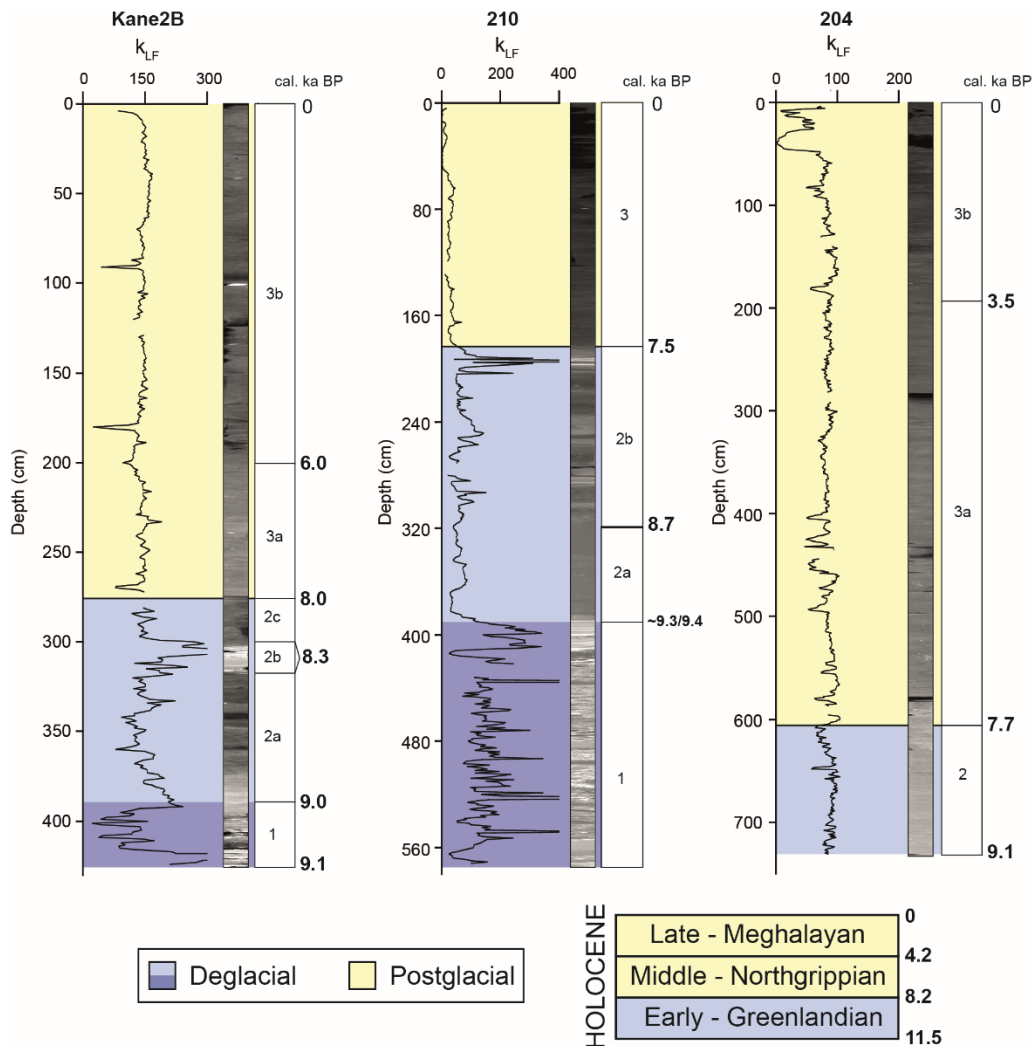 Kane2B
k_LF
0 150 300
cal. ka BP
Depth (cm)
0
50
100
150
200
250
300
350
400
0
3b
6.0
3a
8.0
2c
2b
8.3
2a
9.0
1
9.1
210
k_LF
0 200 400
cal. ka BP
Depth (cm)
0
80
160
240
320
400
480
560
0
3
7.5
2b
8.7
2a
~9.3/9.4
1
204
k_LF
0 100 200
cal. ka BP
Depth (cm)
0
100
200
300
400
500
600
700
0
3b
3.5
3a
7.7
2
9.1
Deglacial Postglacial
HOLOCENE
0
Late - Meghalayan
4.2
Middle - Northgrippian
8.2
Early - Greenlandian
11.5